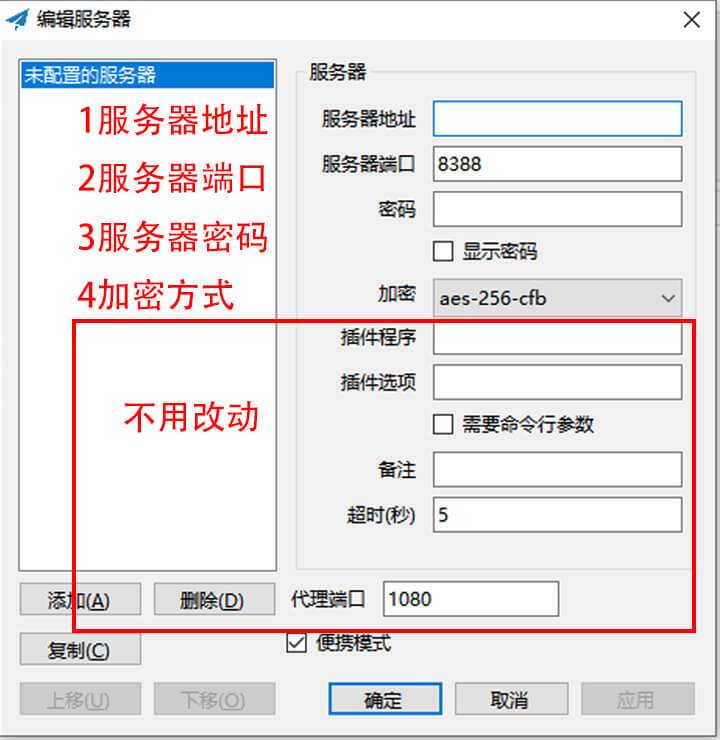 编辑服务器
未配置的服务器
1服务器地址
2服务器端口
3服务器密码
4加密方式
不用改动
服务器
服务器地址
服务器端口 8388
密码
显示密码
加密 aes-256-cfb
插件程序
插件选项
需要命令行参数
备注
超时(秒) 5
添加(A) 删除(D) 代理端口 1080
复制(C) 便携模式
上移(U) 下移(O) 确定 取消 应用